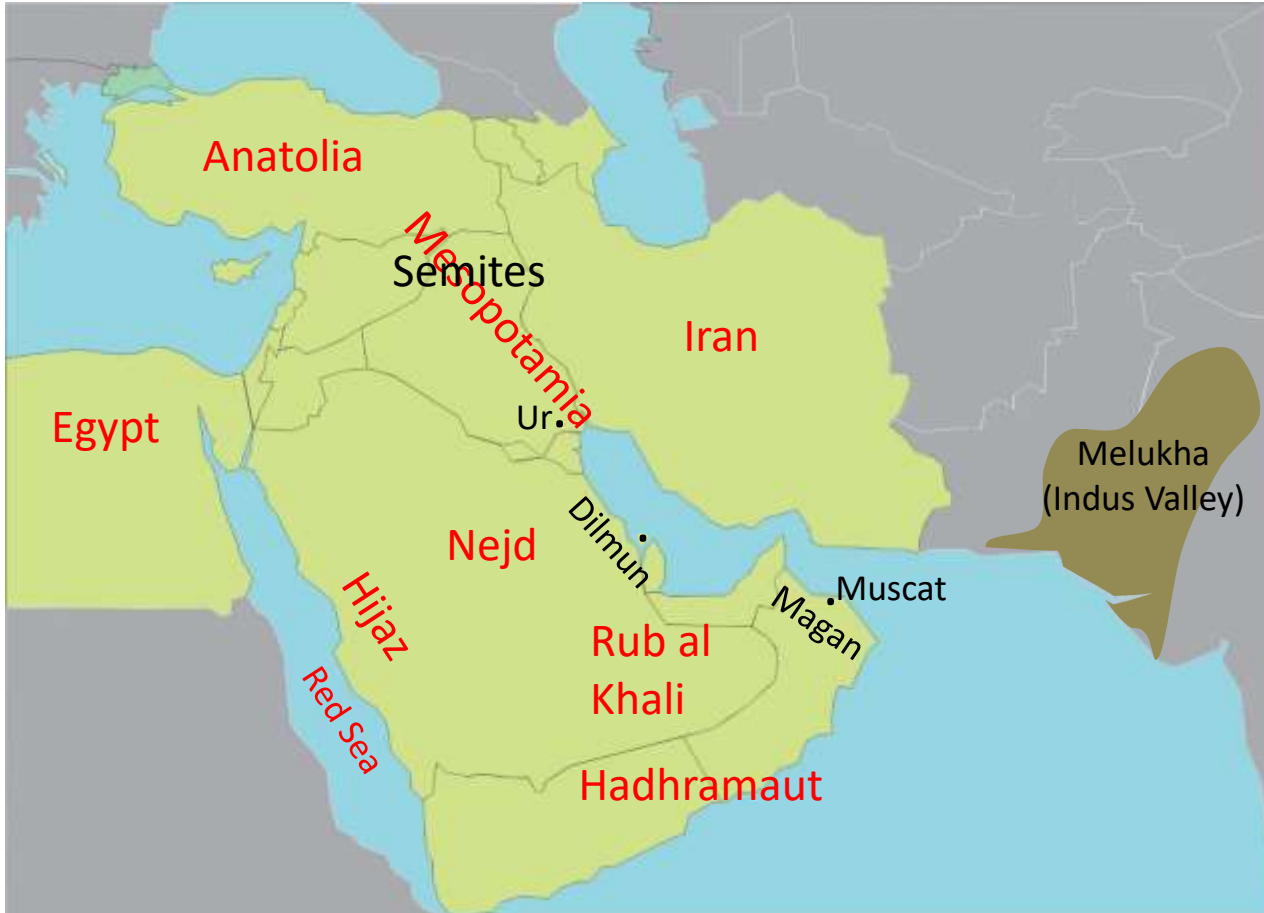 Anatolia
Mesopotamia
Semites
Iran
Egypt
Ur
Melukha
(Indus Valley)
Dilmun
Nejd
Hijaz
Muscat
Magan
Rub al
Khali
Red Sea
Hadhramaut